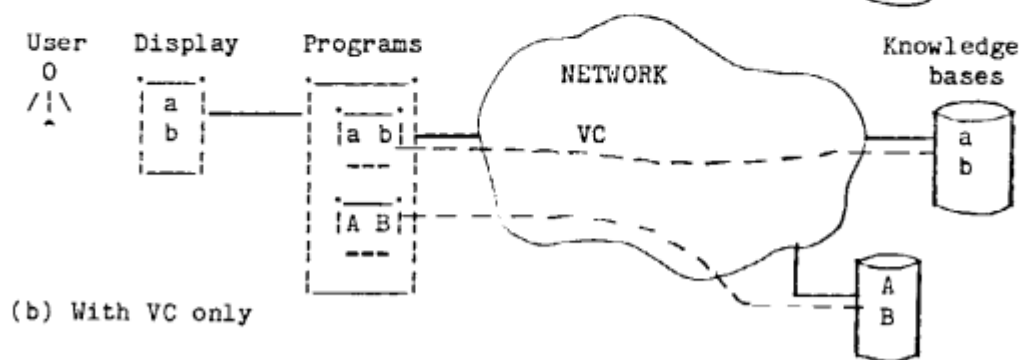 User Display Programs Knowledge
bases
NETWORK
a
b
a b
VC
a
b
A B
A
B
(b) With VC only